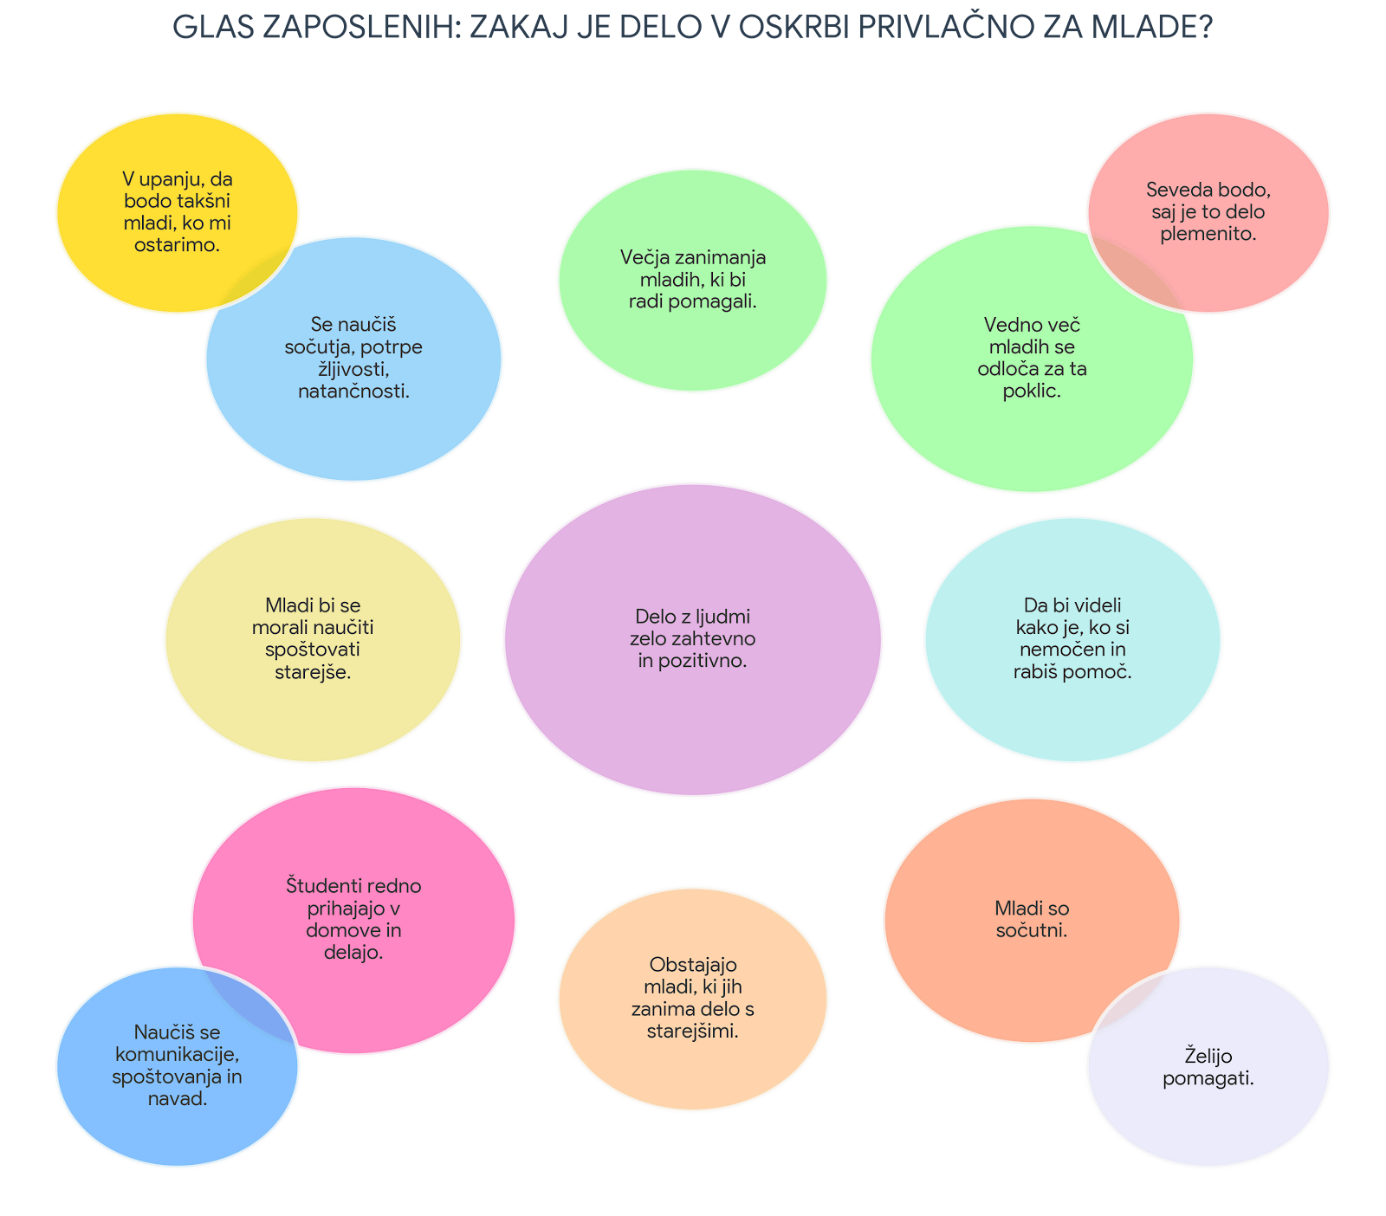 GLAS ZAPOSLENIH: ZAKAJ JE DELO V OSKRBI PRIVLAČNO ZA MLADE?
V upanju, da
bodo takšni
mladi, ko mi
ostarimo.
Seveda bodo,
saj je to delo
plemenito.
Večja zanimanja
mladih, ki bi
radi pomagali.
Se naučiš
sočutja, potrpe
žljivosti,
natančnosti.
Vedno več
mladih se
odloča za ta
poklic.
Mladi bi se
morali naučiti
spoštovati
starejše.
Delo z ljudmi
zelo zahtevno
in pozitivno.
Da bi videli
kako je, ko si
nemočen in
rabiš pomoč.
Študenti redno
prihajajo v
domove in
delajo.
Mladi so
sočutni.
Obstajajo
mladi, ki jih
zanima delo s
starejšimi.
Naučiš se
komunikacije,
spoštovanja in
navad.
Želijo
pomagati.